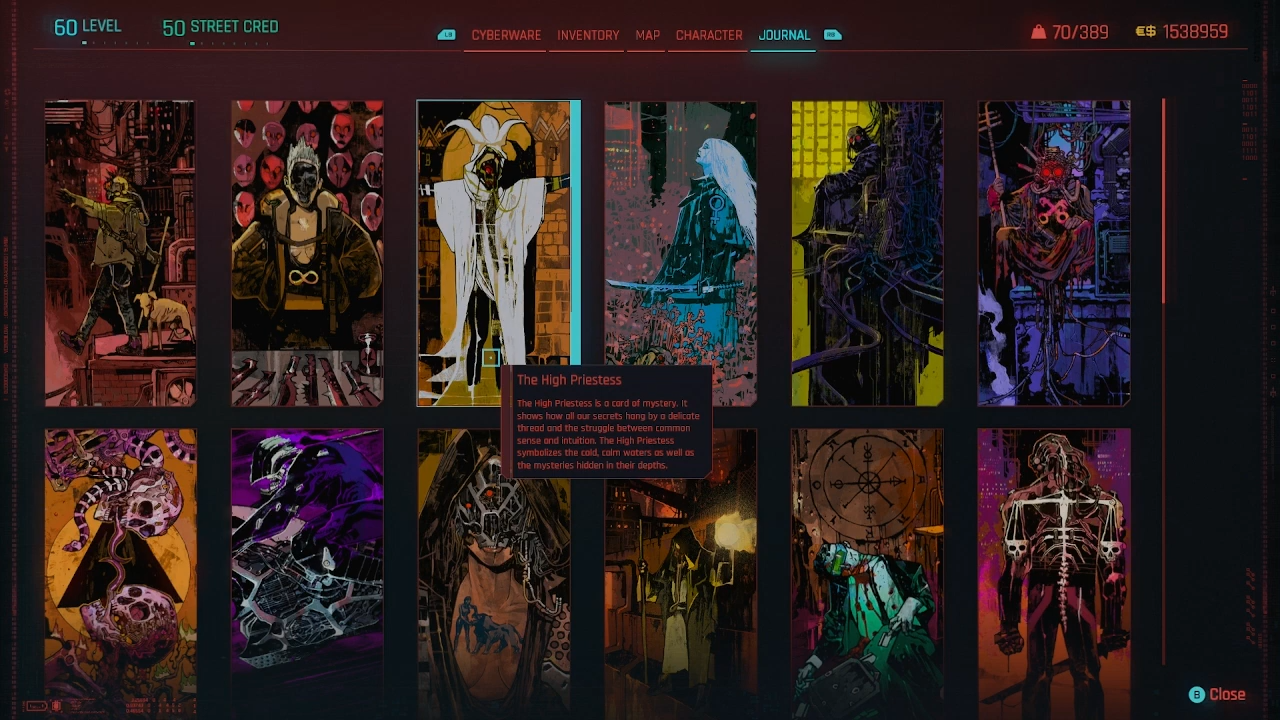 60 LEVEL
50 STREET CRED
LB
CYBERWARE
INVENTORY
MAP
CHARACTER
JOURNAL
RB
70/389
€$ 1538959
The High Priestess
The High Priestess is a card of mystery. It
shows how all our secrets hang by a delicate
thread and the struggle between common
sense and intuition. The High Priestess
symbolizes the cold, calm waters as well as
the mysteries hidden in their depths.
B Close